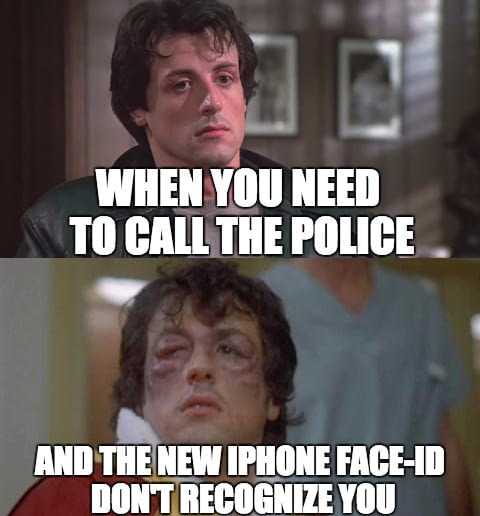 WHEN YOU NEED
TO CALL THE POLICE
AND THE NEW IPHONE FACE-ID
DON'T RECOGNIZE YOU